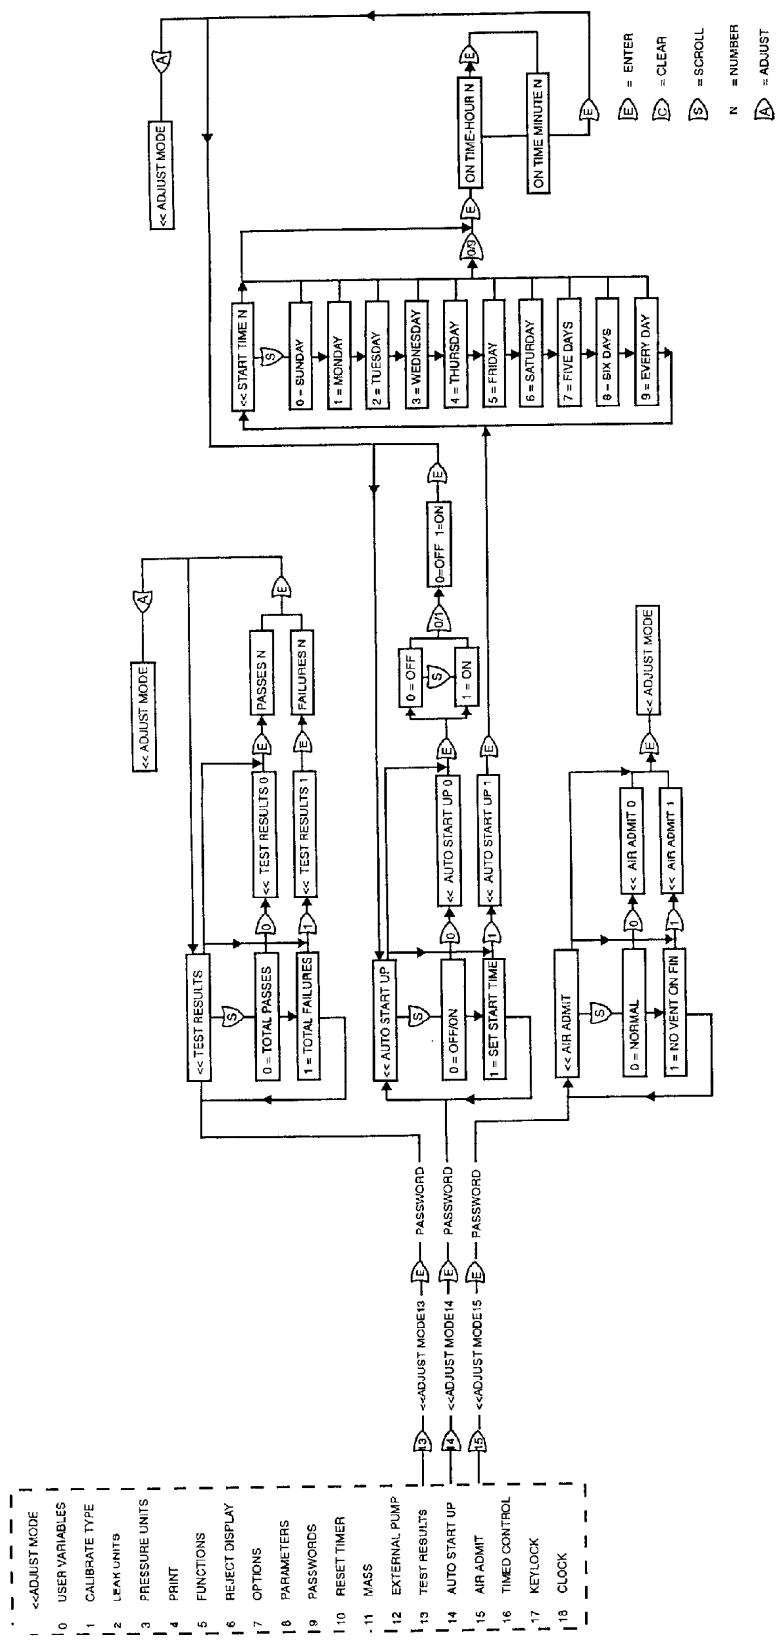 <<ADJUST MODE
0 USER VARIABLES
1 CALIBRATE TYPE
2 LEAK UNITS
3 PRESSURE UNITS
4 PRINT
5 FUNCTIONS
6 REJECT DISPLAY
7 OPTIONS
8 PARAMETERS
9 PASSWORDS
10 RESET TIMER
11 MASS
12 EXTERNAL PUMP
13 TEST RESULTS
14 AUTO START UP
15 AIR ADMIT
16 TIMED CONTROL
17 KEYLOCK
18 CLOCK
13 <<ADJUST MODE13 E PASSWORD
14 <<ADJUST MODE14 E PASSWORD
15 <<ADJUST MODE15 E PASSWORD
<< TEST RESULTS
S
0 = TOTAL PASSES 0 << TEST RESULTS 0 E PASSES N
1 = TOTAL FAILURES 1 << TEST RESULTS 1 E FAILURES N
E
<< ADJUST MODE A
<< AUTO START UP
S
0 = OFF/ON 0 << AUTO START UP 0 E
1 = SET START TIME 1 << AUTO START UP 1 E
0 = OFF
S
1 = ON
0/1 0=OFF 1=ON E
<< AIR ADMIT
S
0 = NORMAL 0 << AIR ADMIT 0
1 = NO VENT ON FIN 1 << AIR ADMIT 1
E << ADJUST MODE
<< START TIME N
S
0 = SUNDAY
1 = MONDAY
2 = TUESDAY
3 = WEDNESDAY
4 = THURSDAY
5 = FRIDAY
6 = SATURDAY
7 = FIVE DAYS
8 = SIX DAYS
9 = EVERY DAY
0/9 E ON TIME-HOUR N E
ON TIME MINUTE N
E
<< ADJUST MODE A
E = ENTER
C = CLEAR
S = SCROLL
N = NUMBER
A = ADJUST